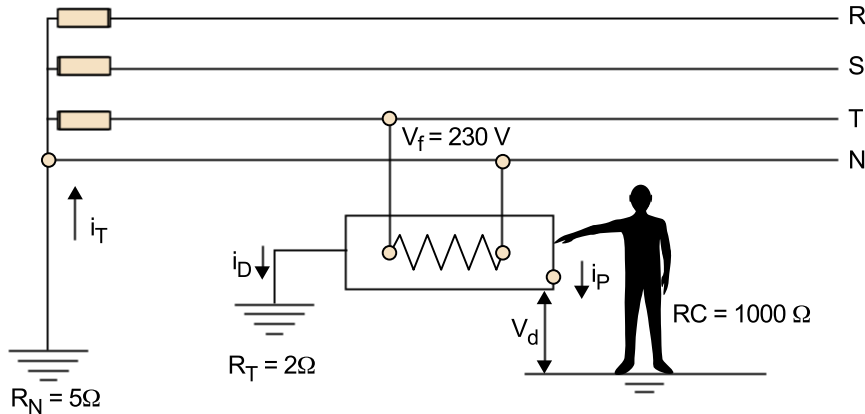 R
S
T
V_f = 230 V
N
i_T
i_D
i_P
V_d
RC = 1000 Ω
R_T = 2Ω
R_N = 5Ω